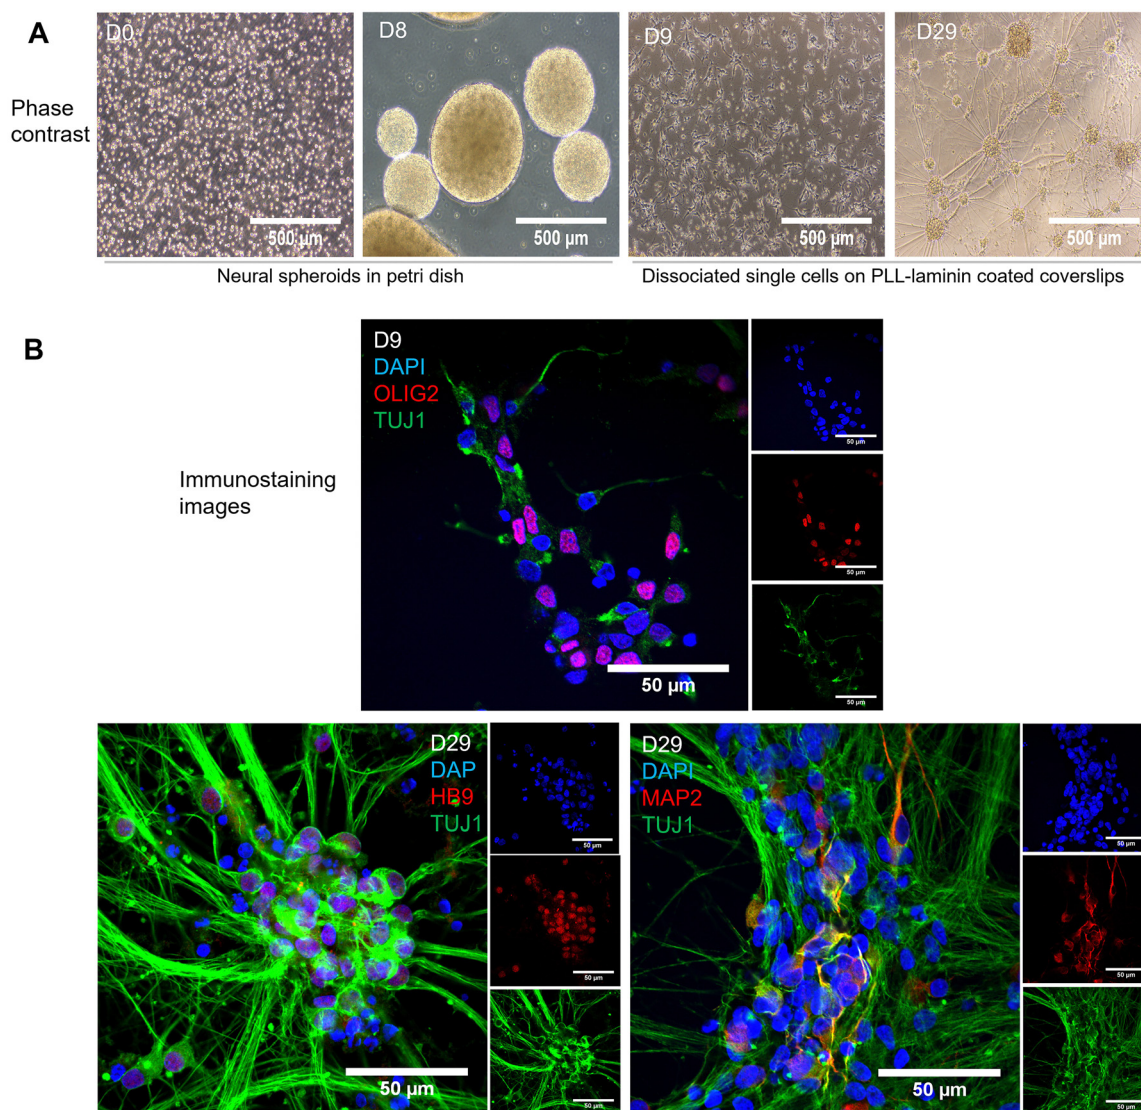 A
Phase
contrast
D0
500 µm
D8
500 µm
D9
500 µm
D29
500 µm
Neural spheroids in petri dish
Dissociated single cells on PLL-laminin coated coverslips
B
Immunostaining
images
D9
DAPI
OLIG2
TUJ1
50 µm
50 µm
50 µm
50 µm
D29
DAP
HB9
TUJ1
50 µm
50 µm
50 µm
50 µm
D29
DAPI
MAP2
TUJ1
50 µm
50 µm
50 µm
50 µm